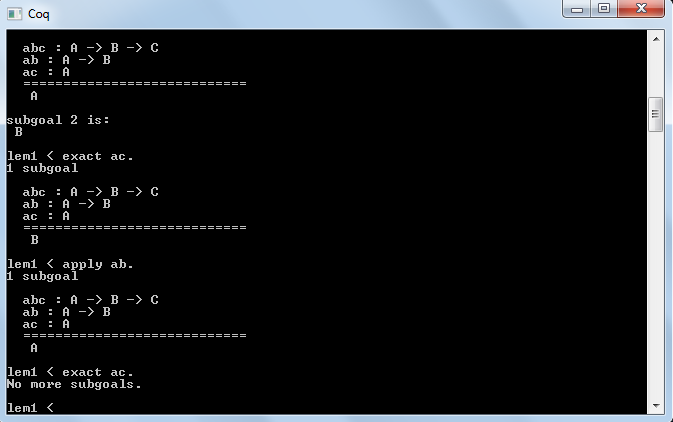 Coq
abc : A -> B -> C
ab : A -> B
ac : A
============================
A
subgoal 2 is:
B
lem1 < exact ac.
1 subgoal
abc : A -> B -> C
ab : A -> B
ac : A
============================
B
lem1 < apply ab.
1 subgoal
abc : A -> B -> C
ab : A -> B
ac : A
============================
A
lem1 < exact ac.
No more subgoals.
lem1 <